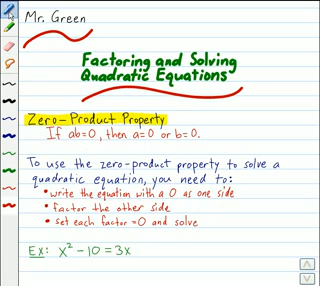 Mr. Green
Factoring and Solving
Quadratic Equations
Zero-Product Property
If ab=0, then a=0 or b=0.
To use the zero-product property to solve a
quadratic equation, you need to:
• write the equation with a 0 as one side
• factor the other side
• set each factor =0 and solve
Ex: x² - 10 = 3x